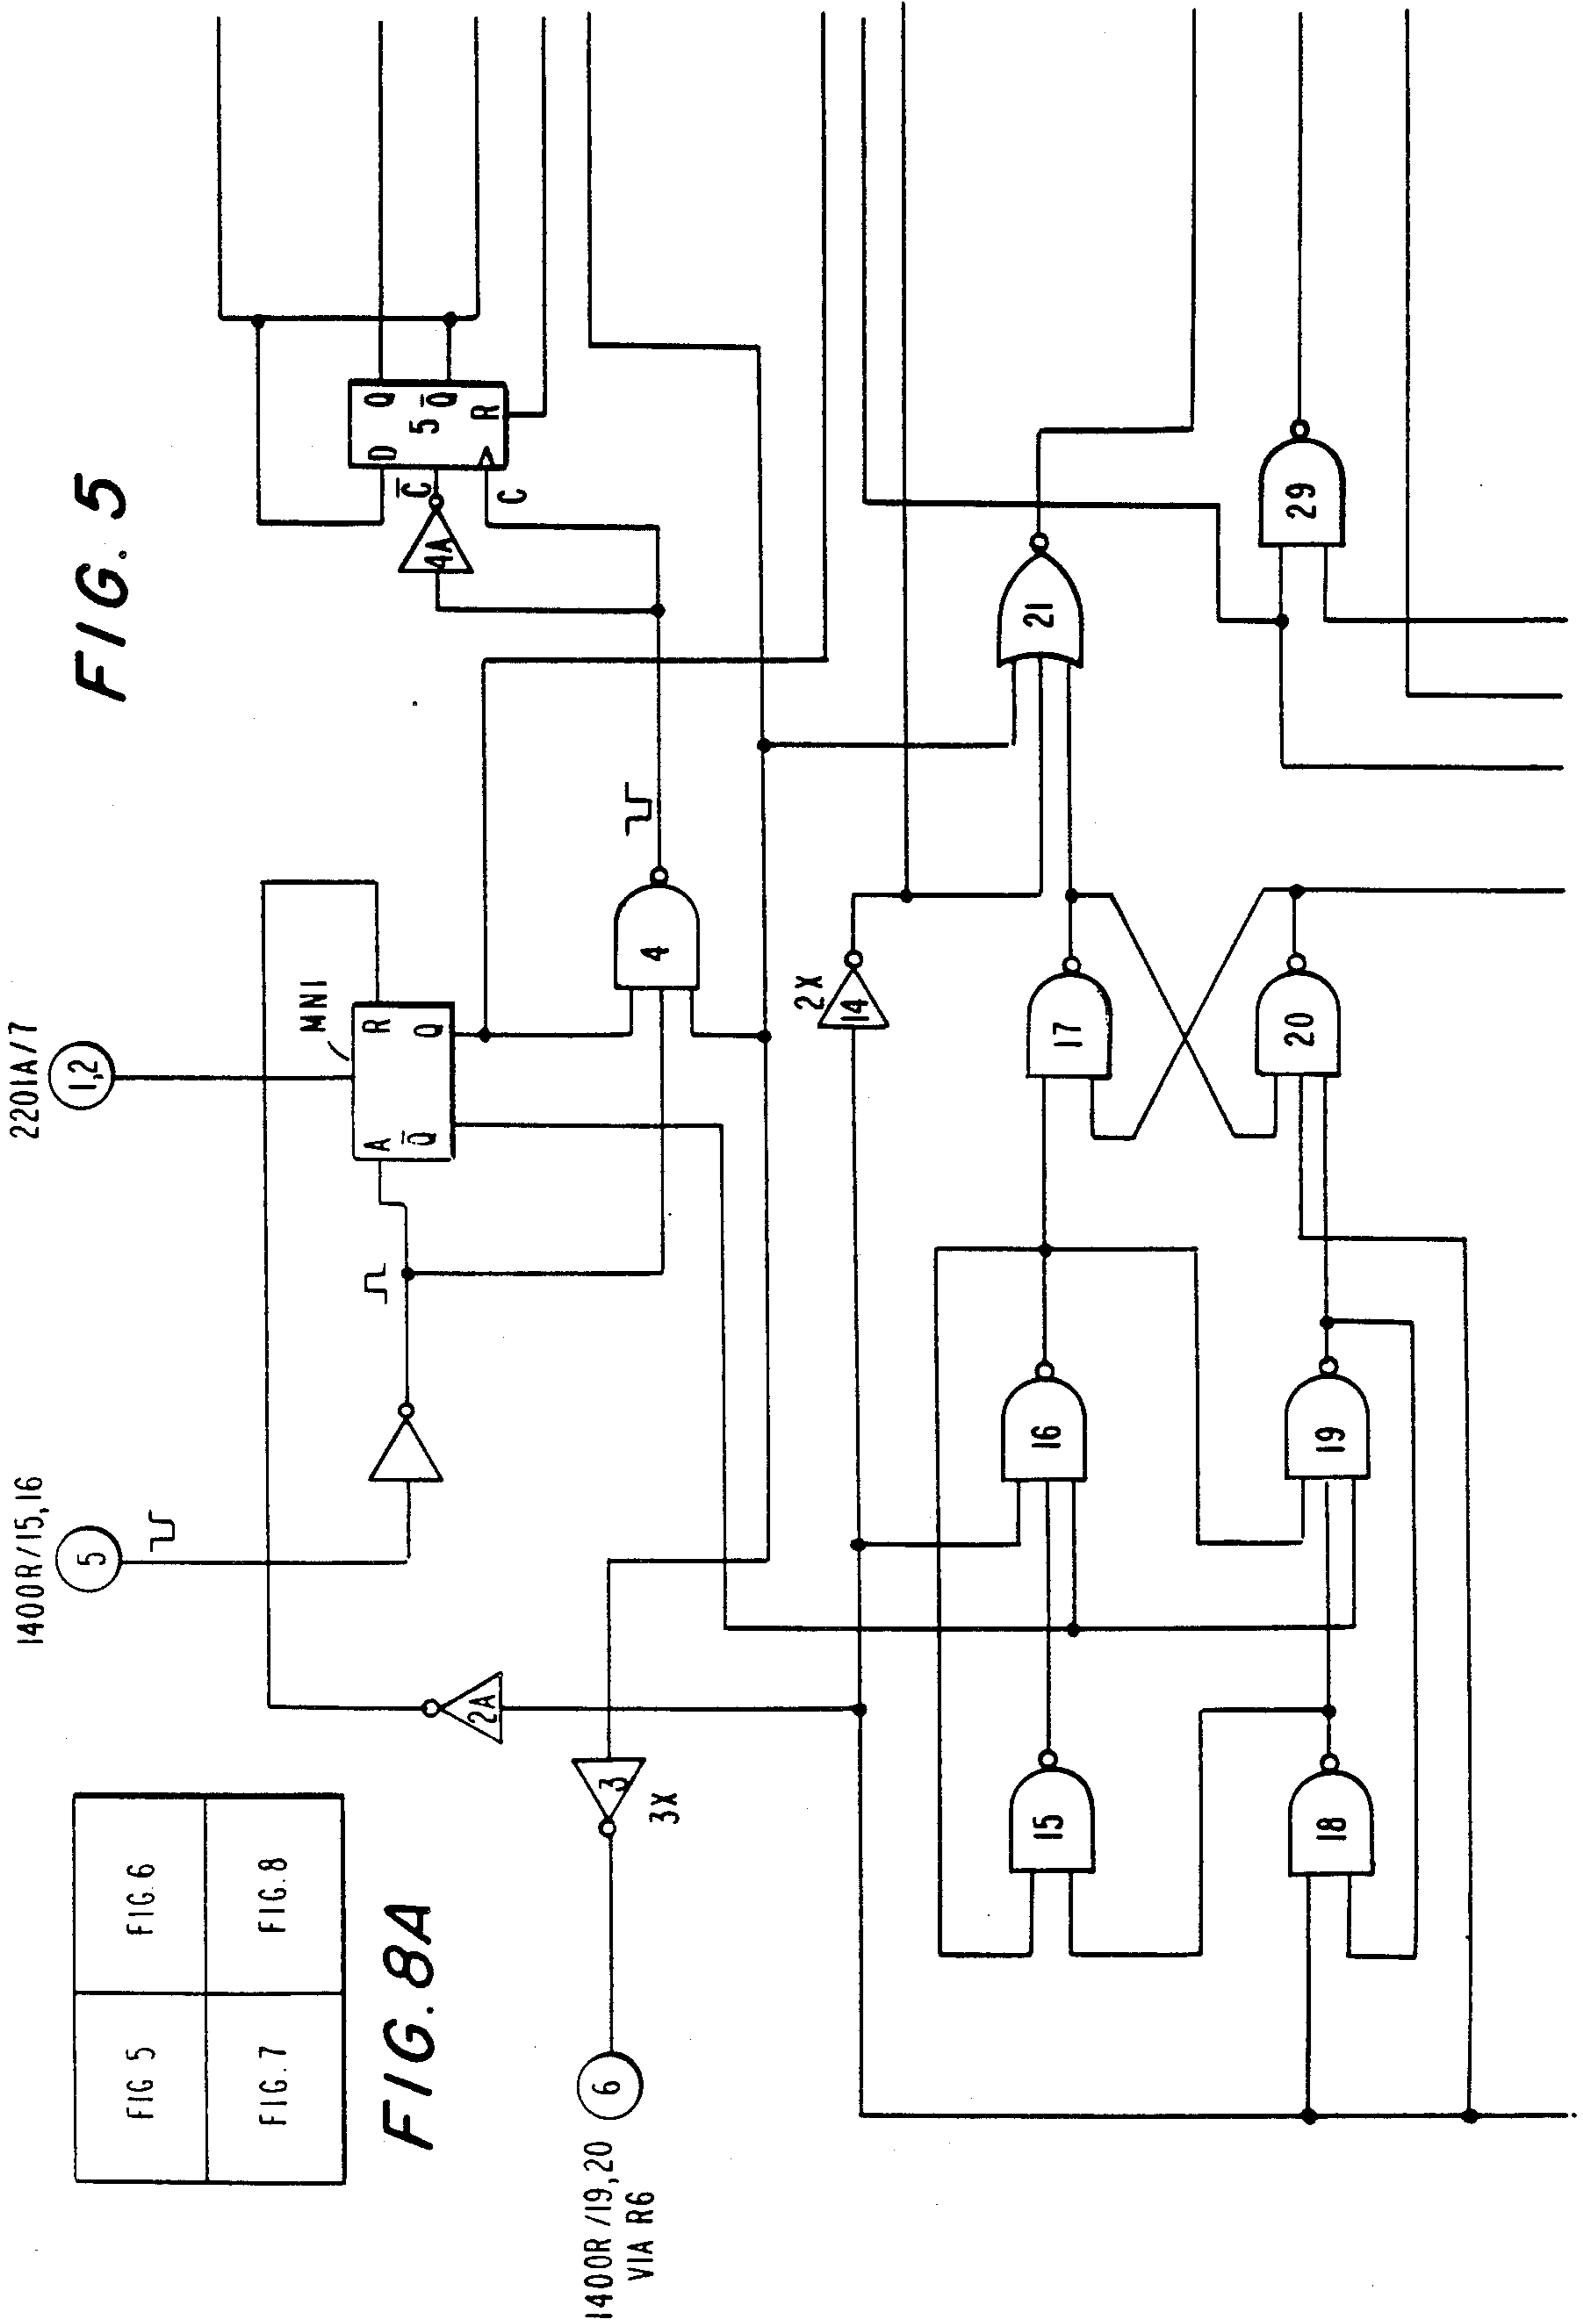 FIG. 5
2201A/7
1,2
1400R/15,16
5
MN1
A
R
Q̅
Q
4
4A
C̅
C
D
Q
5
Q̅
R
2A
3
3X
6
1400R/19,20
VIA R6
2X
14
15
16
17
18
19
20
21
29
FIG 5
FIG. 6
FIG. 7
FIG. 8
FIG. 8A